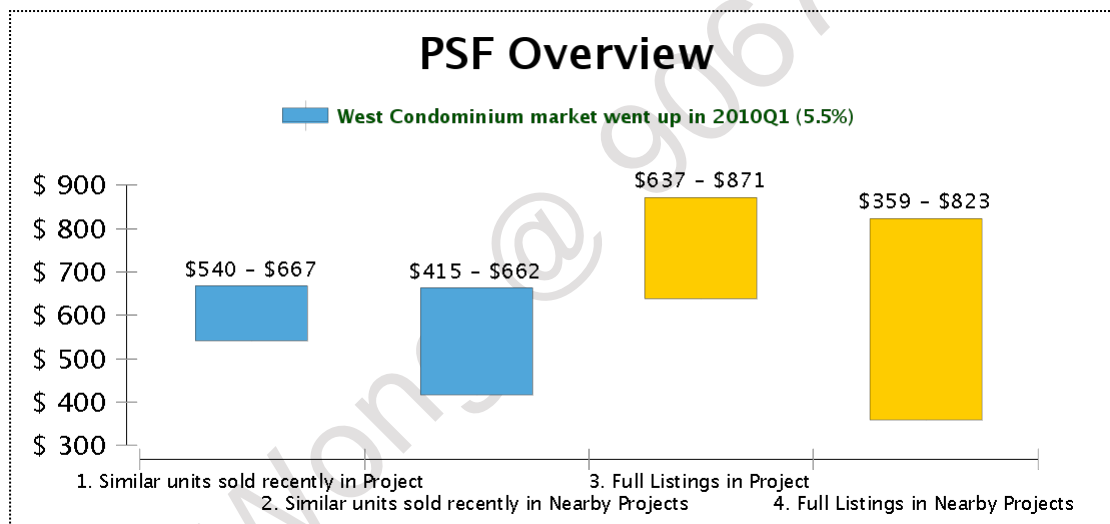 PSF Overview
West Condominium market went up in 2010Q1 (5.5%)
$ 900
$ 800
$ 700
$ 600
$ 500
$ 400
$ 300
$540 – $667
$415 – $662
$637 – $871
$359 – $823
1. Similar units sold recently in Project
2. Similar units sold recently in Nearby Projects
3. Full Listings in Project
4. Full Listings in Nearby Projects
Wong @ 9067